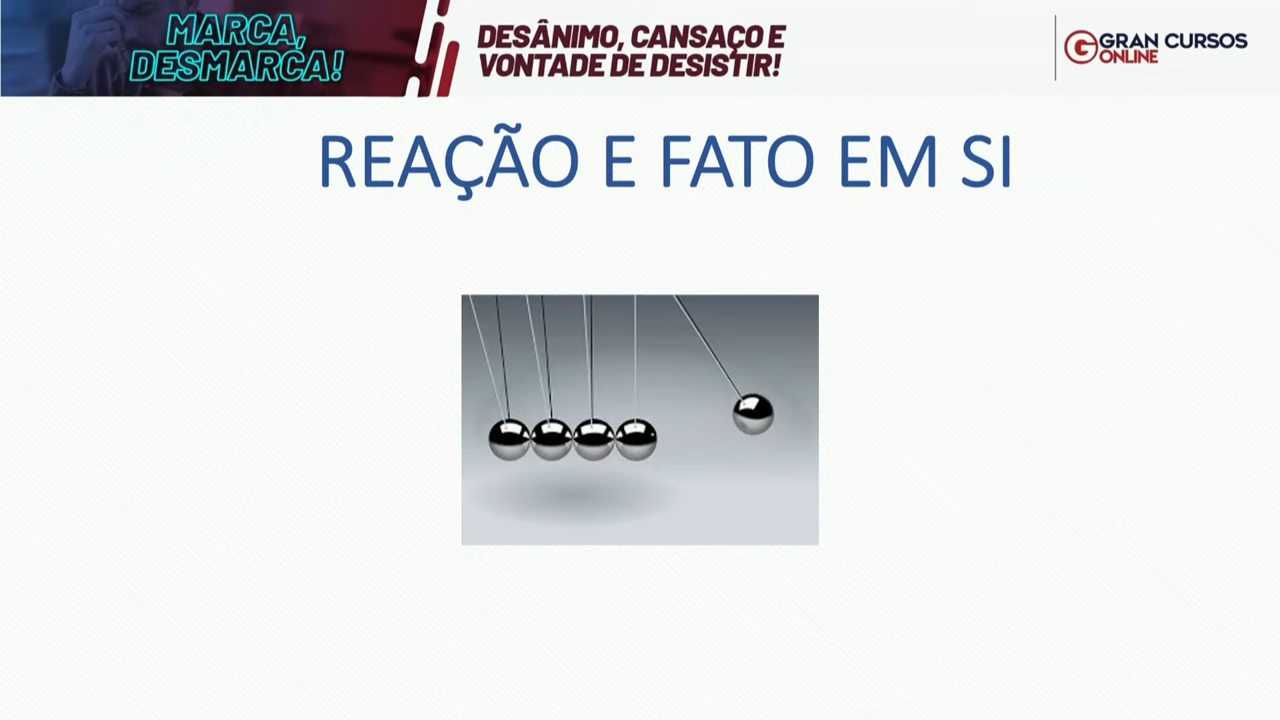 MARCA,
DESMARCA!
DESÂNIMO, CANSAÇO E
VONTADE DE DESISTIR!
GRAN CURSOS
ONLINE
REAÇÃO E FATO EM SI